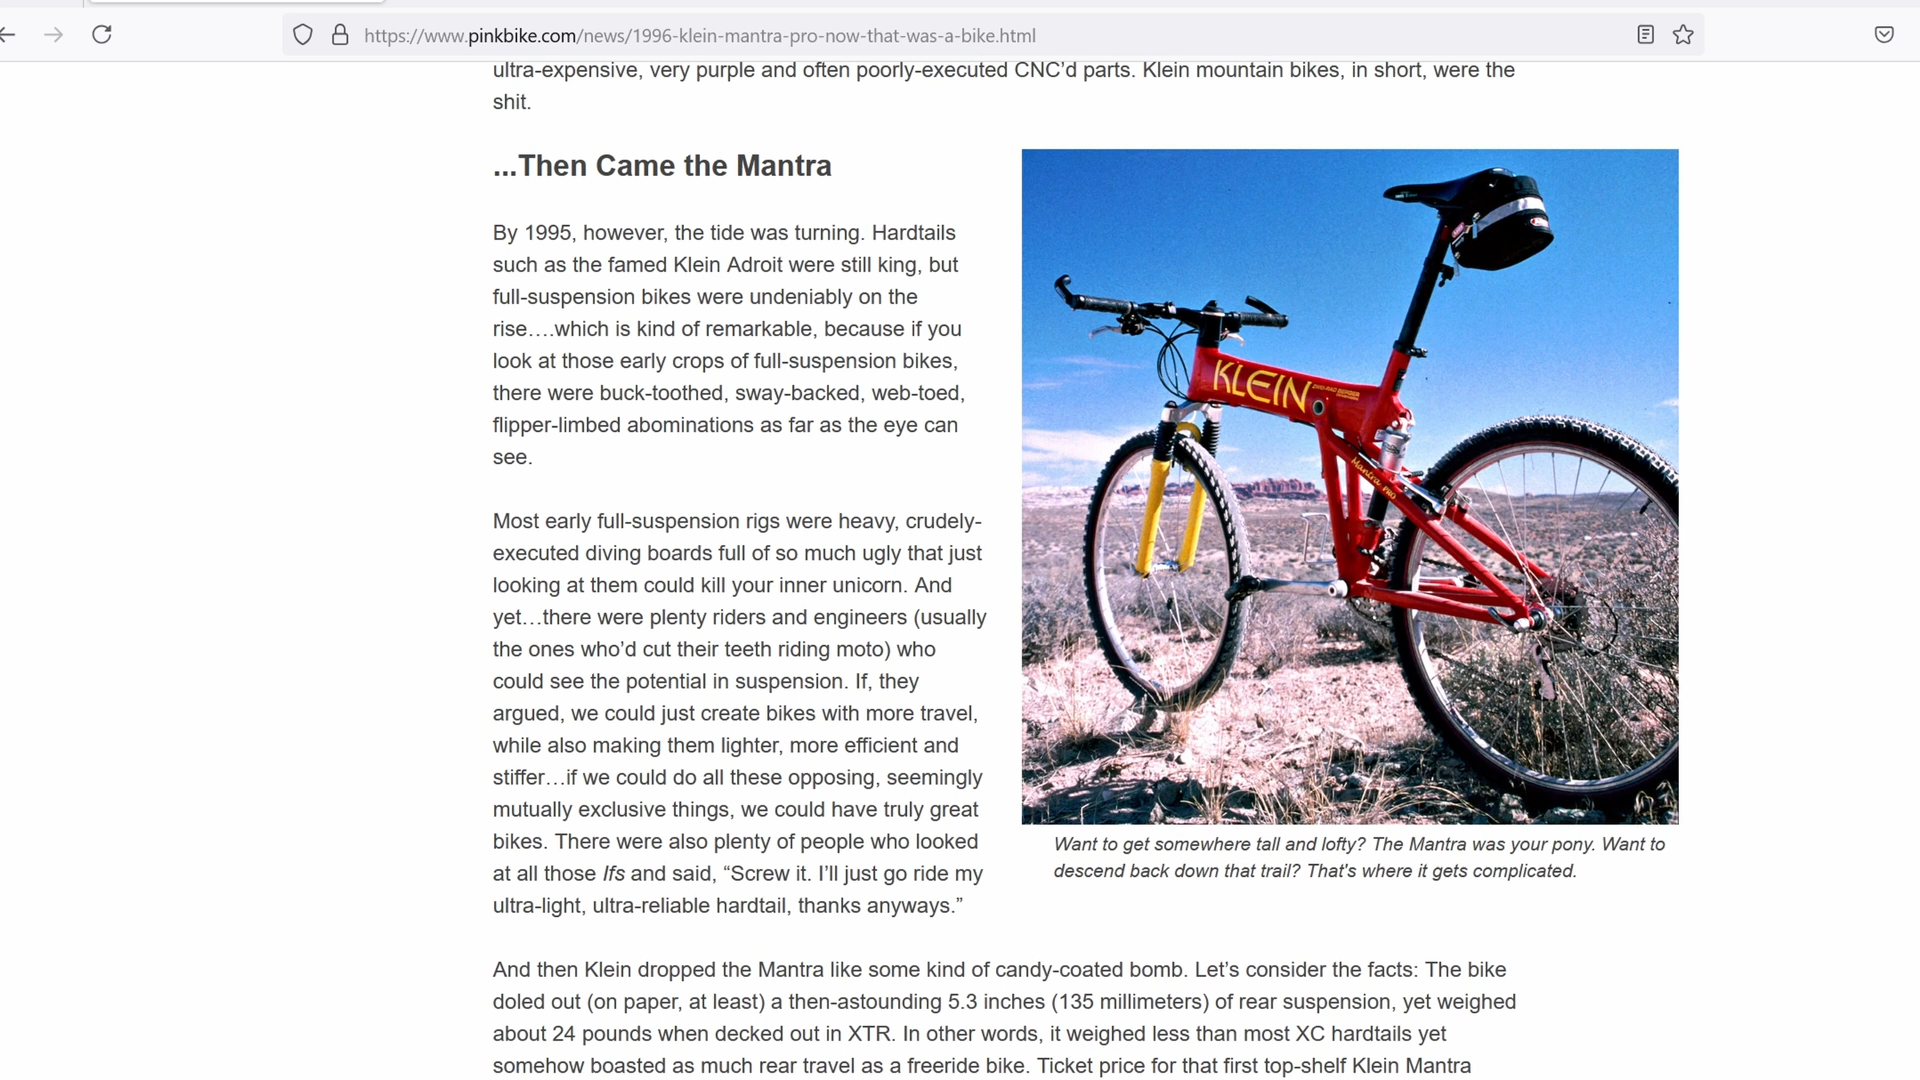 https://www.pinkbike.com/news/1996-klein-mantra-pro-now-that-was-a-bike.html
ultra-expensive, very purple and often poorly-executed CNC’d parts. Klein mountain bikes, in short, were the
shit.
...Then Came the Mantra
By 1995, however, the tide was turning. Hardtails
such as the famed Klein Adroit were still king, but
full-suspension bikes were undeniably on the
rise….which is kind of remarkable, because if you
look at those early crops of full-suspension bikes,
there were buck-toothed, sway-backed, web-toed,
flipper-limbed abominations as far as the eye can
see.
Most early full-suspension rigs were heavy, crudely-
executed diving boards full of so much ugly that just
looking at them could kill your inner unicorn. And
yet…there were plenty riders and engineers (usually
the ones who’d cut their teeth riding moto) who
could see the potential in suspension. If, they
argued, we could just create bikes with more travel,
while also making them lighter, more efficient and
stiffer…if we could do all these opposing, seemingly
mutually exclusive things, we could have truly great
bikes. There were also plenty of people who looked
at all those Ifs and said, “Screw it. I’ll just go ride my
ultra-light, ultra-reliable hardtail, thanks anyways.”
KLEIN
Mantra PRO
Want to get somewhere tall and lofty? The Mantra was your pony. Want to
descend back down that trail? That's where it gets complicated.
And then Klein dropped the Mantra like some kind of candy-coated bomb. Let’s consider the facts: The bike
doled out (on paper, at least) a then-astounding 5.3 inches (135 millimeters) of rear suspension, yet weighed
about 24 pounds when decked out in XTR. In other words, it weighed less than most XC hardtails yet
somehow boasted as much rear travel as a freeride bike. Ticket price for that first top-shelf Klein Mantra